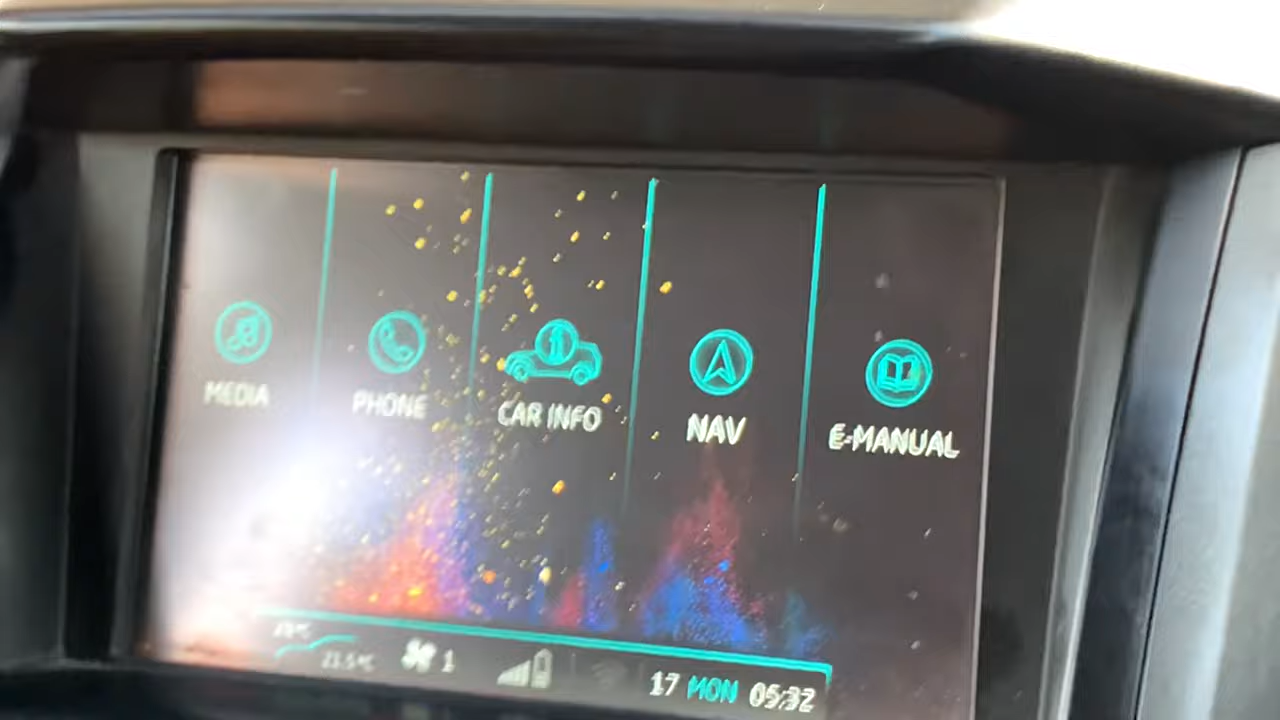 MEDIA
PHONE
CAR INFO
NAV
E-MANUAL
21.5°C
1
17 MON 05:32